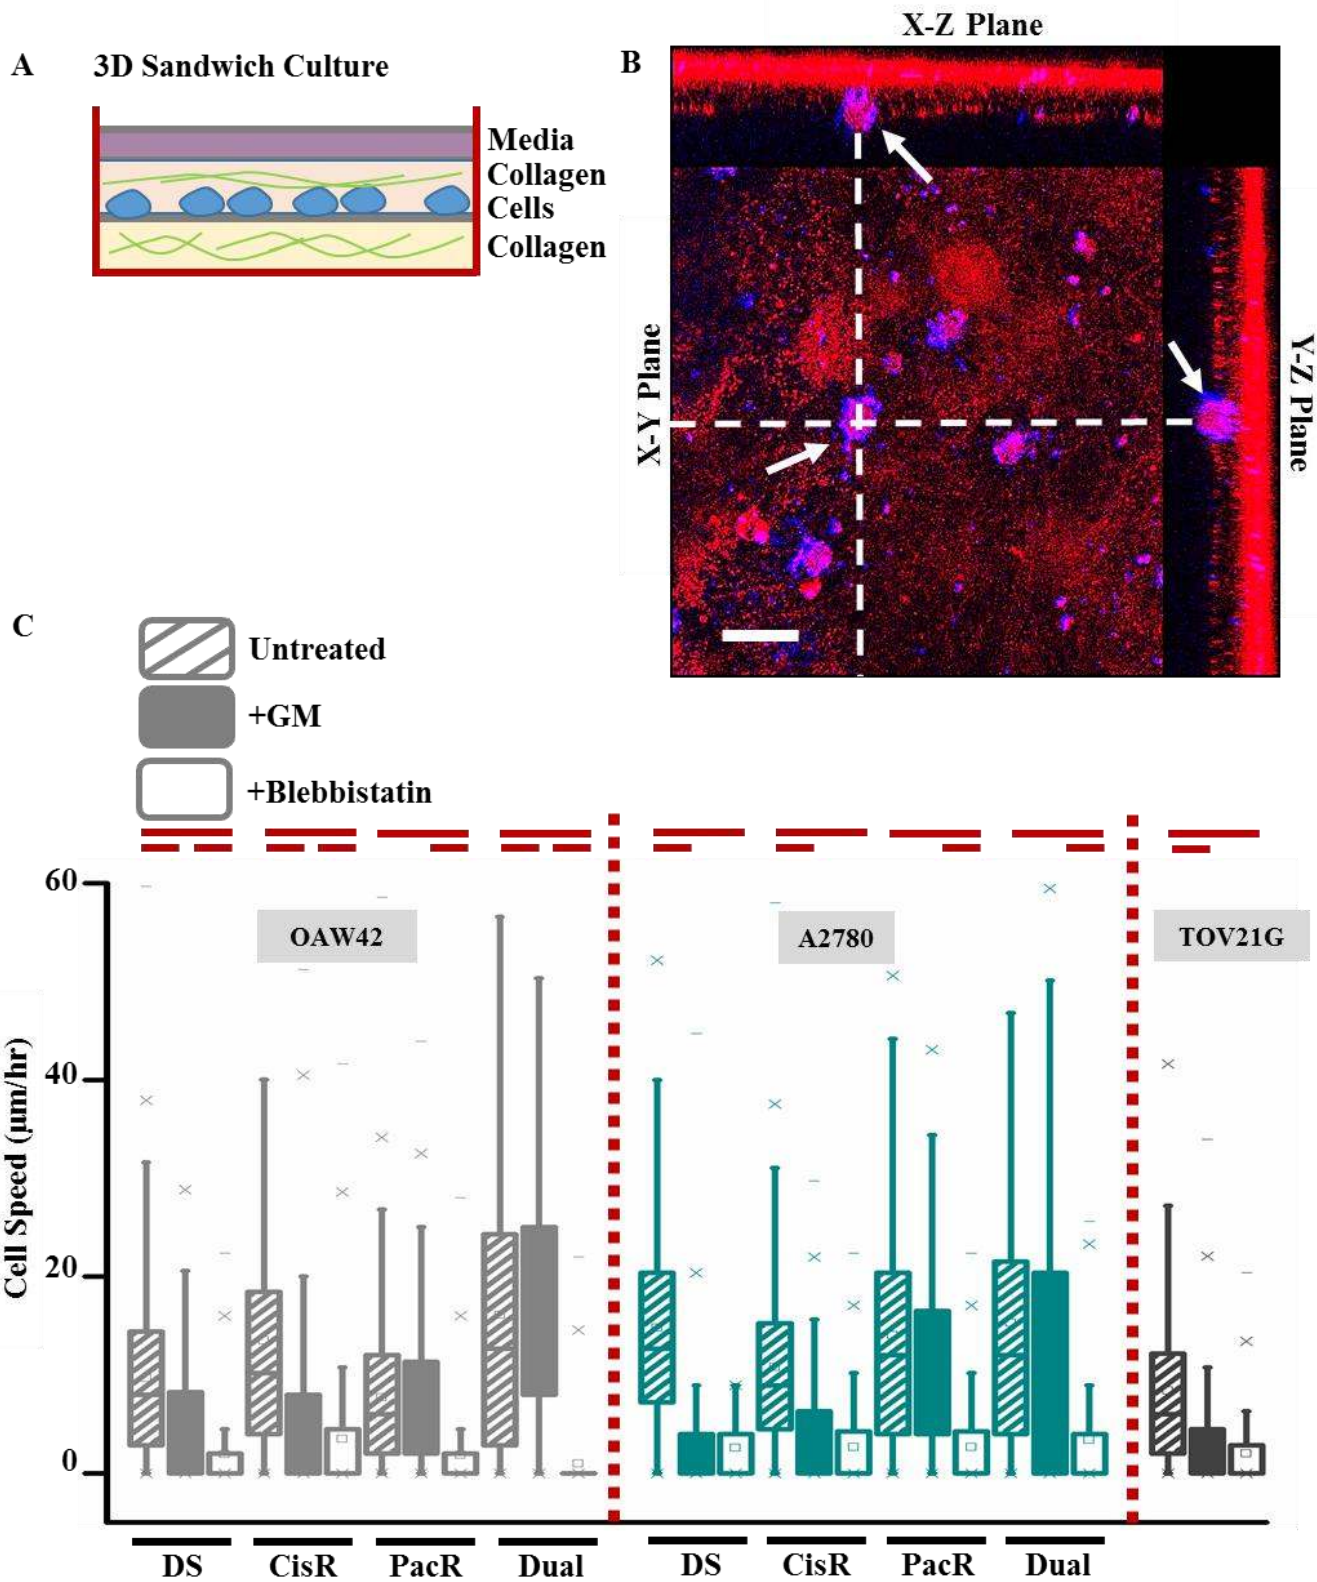 A
3D Sandwich Culture
Media
Collagen
Cells
Collagen
B
X-Z Plane
X-Y Plane
Y-Z Plane
C
Untreated
+GM
+Blebbistatin
60
40
20
0
Cell Speed (μm/hr)
OAW42
A2780
TOV21G
DS
CisR
PacR
Dual
DS
CisR
PacR
Dual